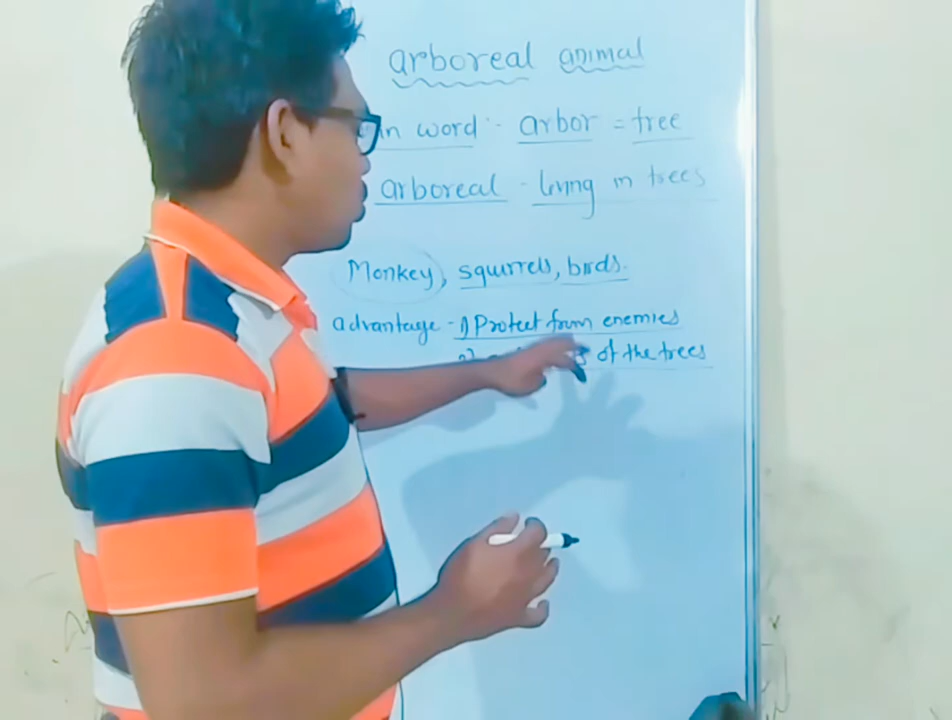 arboreal animal
word :- arbor = tree
arboreal - living in trees
Monkey, squirrels, birds.
advantage - 1) Protect from enemies
2) of the trees